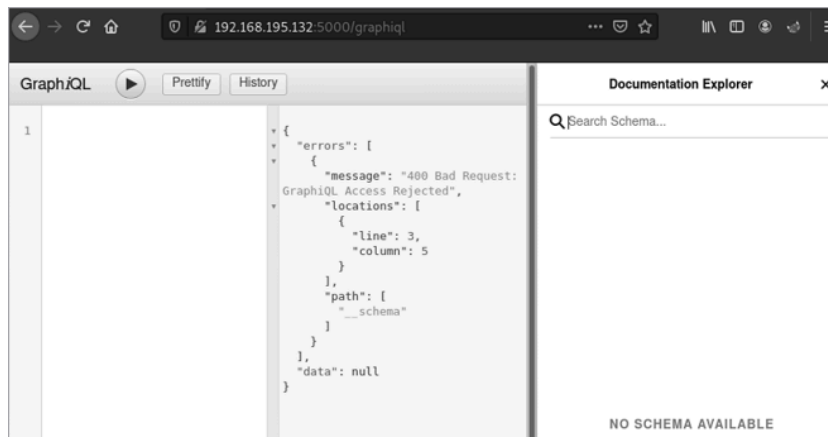 192.168.195.132:5000/graphiql
GraphiQL Prettify History
Documentation Explorer
Search Schema...
1
{
"errors": [
{
"message": "400 Bad Request:
GraphiQL Access Rejected",
"locations": [
{
"line": 3,
"column": 5
}
],
"path": [
"__schema"
]
}
],
"data": null
}
NO SCHEMA AVAILABLE